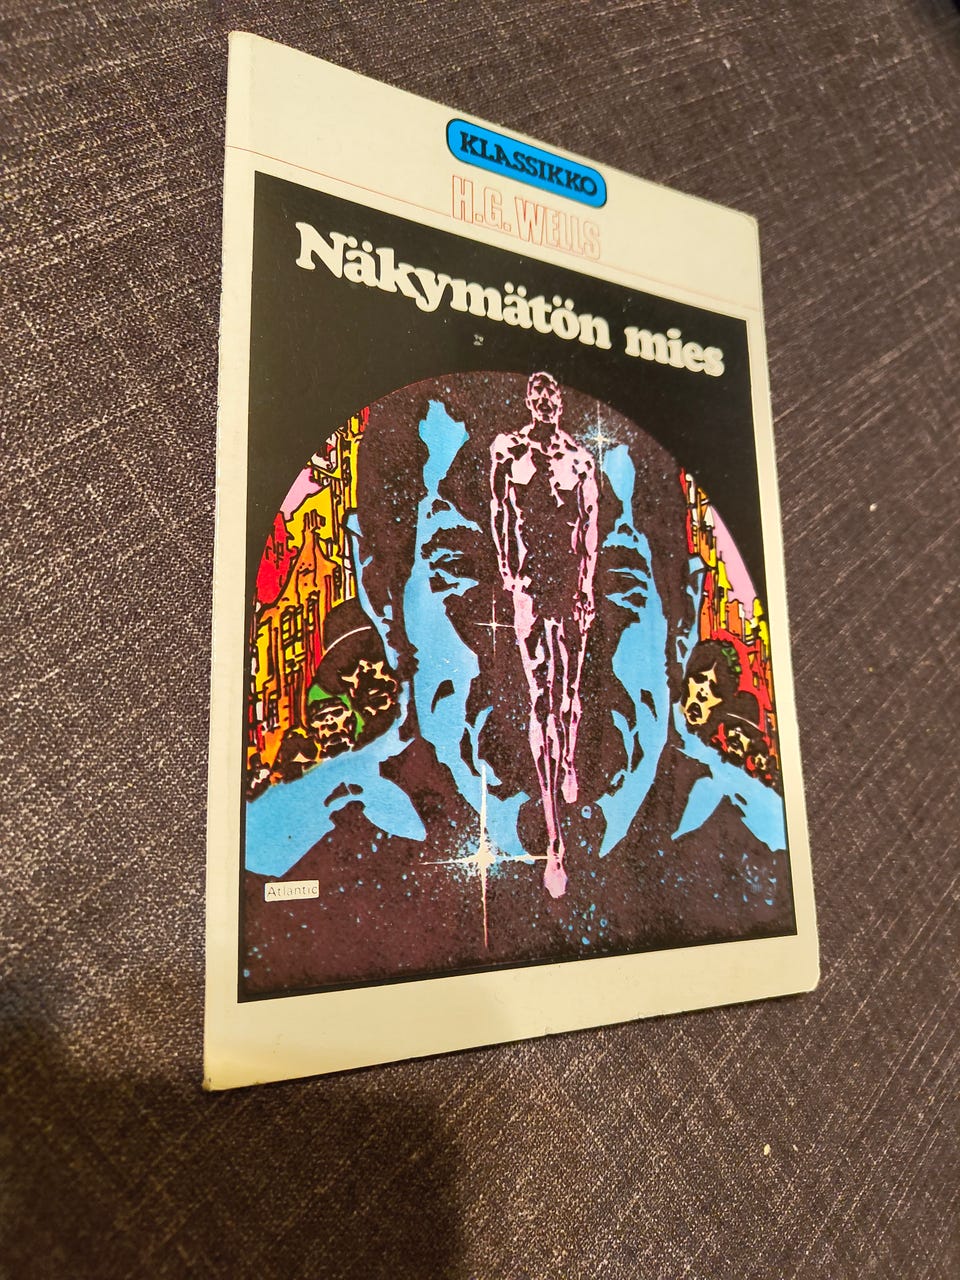 KLASSIKKO
H.G. WELLS
Näkymätön mies
Atlantic